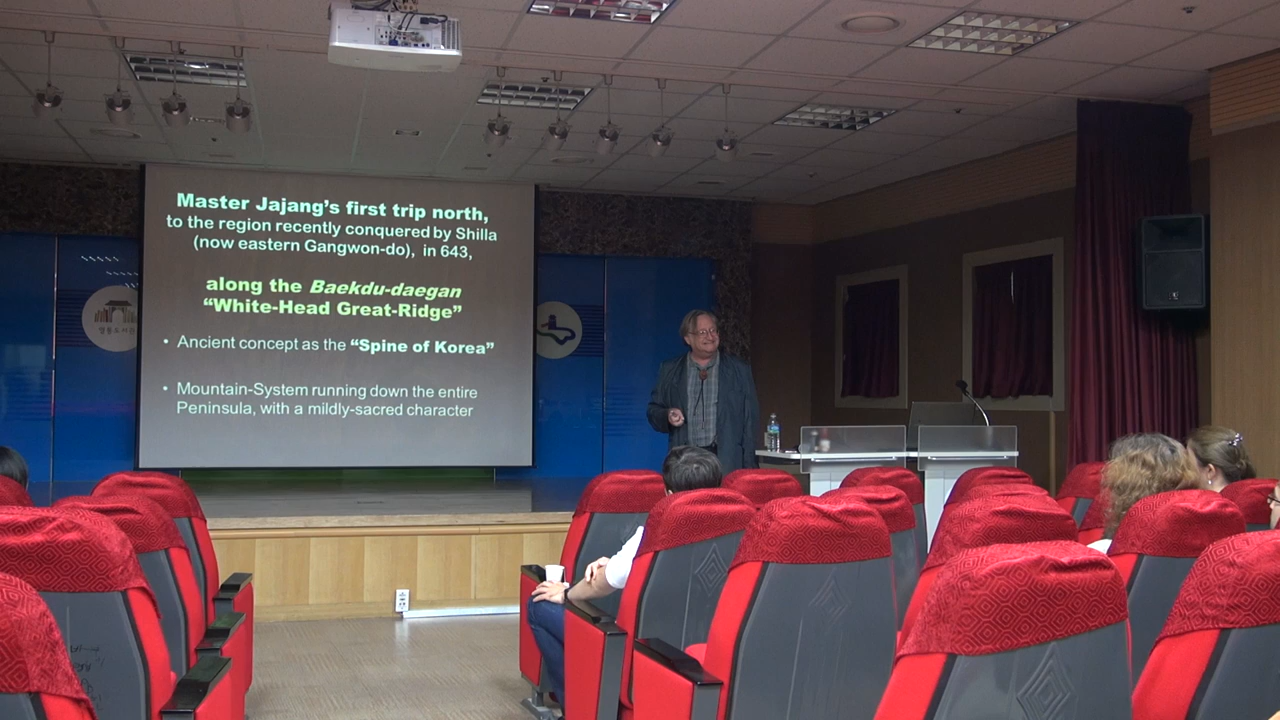 Master Jajang's first trip north,
to the region recently conquered by Shilla
(now eastern Gangwon-do), in 643,
along the Baekdu-daegan
“White-Head Great-Ridge”
• Ancient concept as the “Spine of Korea”
• Mountain-System running down the entire
Peninsula, with a mildly-sacred character